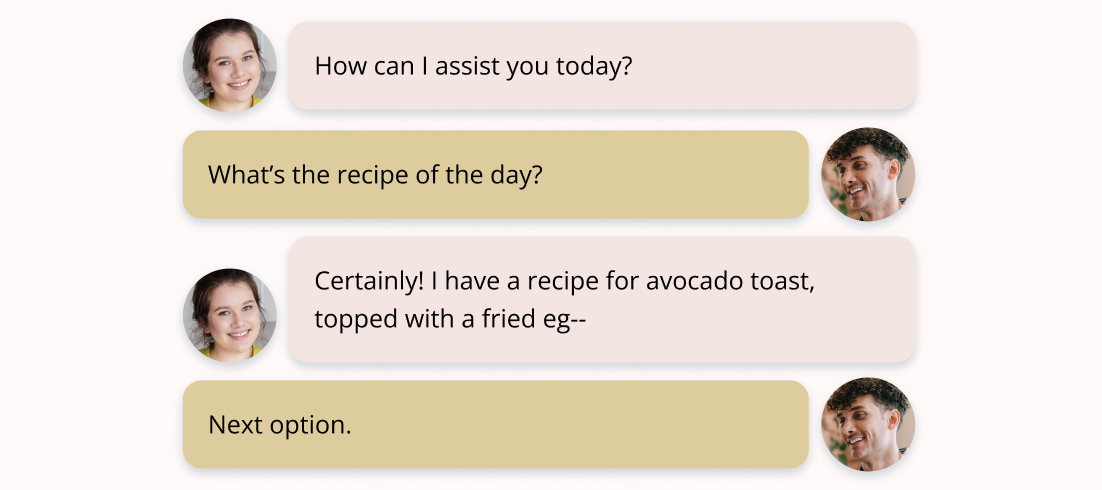 How can I assist you today?
What’s the recipe of the day?
Certainly! I have a recipe for avocado toast,
topped with a fried eg--
Next option.